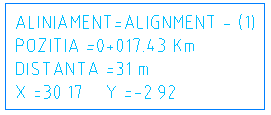 ALINIAMENT=ALIGNMENT - (1)
POZITIA =0+017.43 Km
DISTANTA =31 m
X =30.17 Y =-2.92